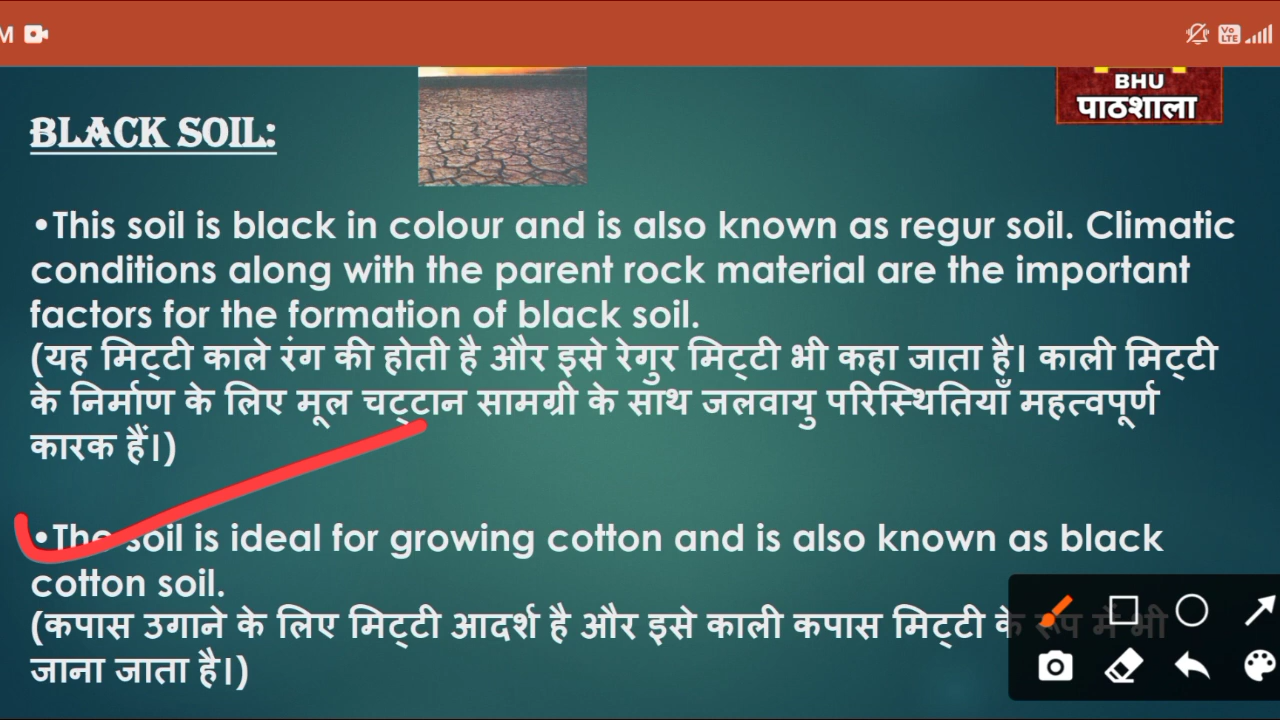 M
Vo
LTE
BHU
पाठशाला
BLACK SOIL:
•This soil is black in colour and is also known as regur soil. Climatic
conditions along with the parent rock material are the important
factors for the formation of black soil.
(यह मिट्टी काले रंग की होती है और इसे रेगुर मिट्टी भी कहा जाता है। काली मिट्टी
के निर्माण के लिए मूल चट्टान सामग्री के साथ जलवायु परिस्थितियाँ महत्वपूर्ण
कारक हैं।)
•The soil is ideal for growing cotton and is also known as black
cotton soil.
(कपास उगाने के लिए मिट्टी आदर्श है और इसे काली कपास मिट्टी के रूप में भी
जाना जाता है।)